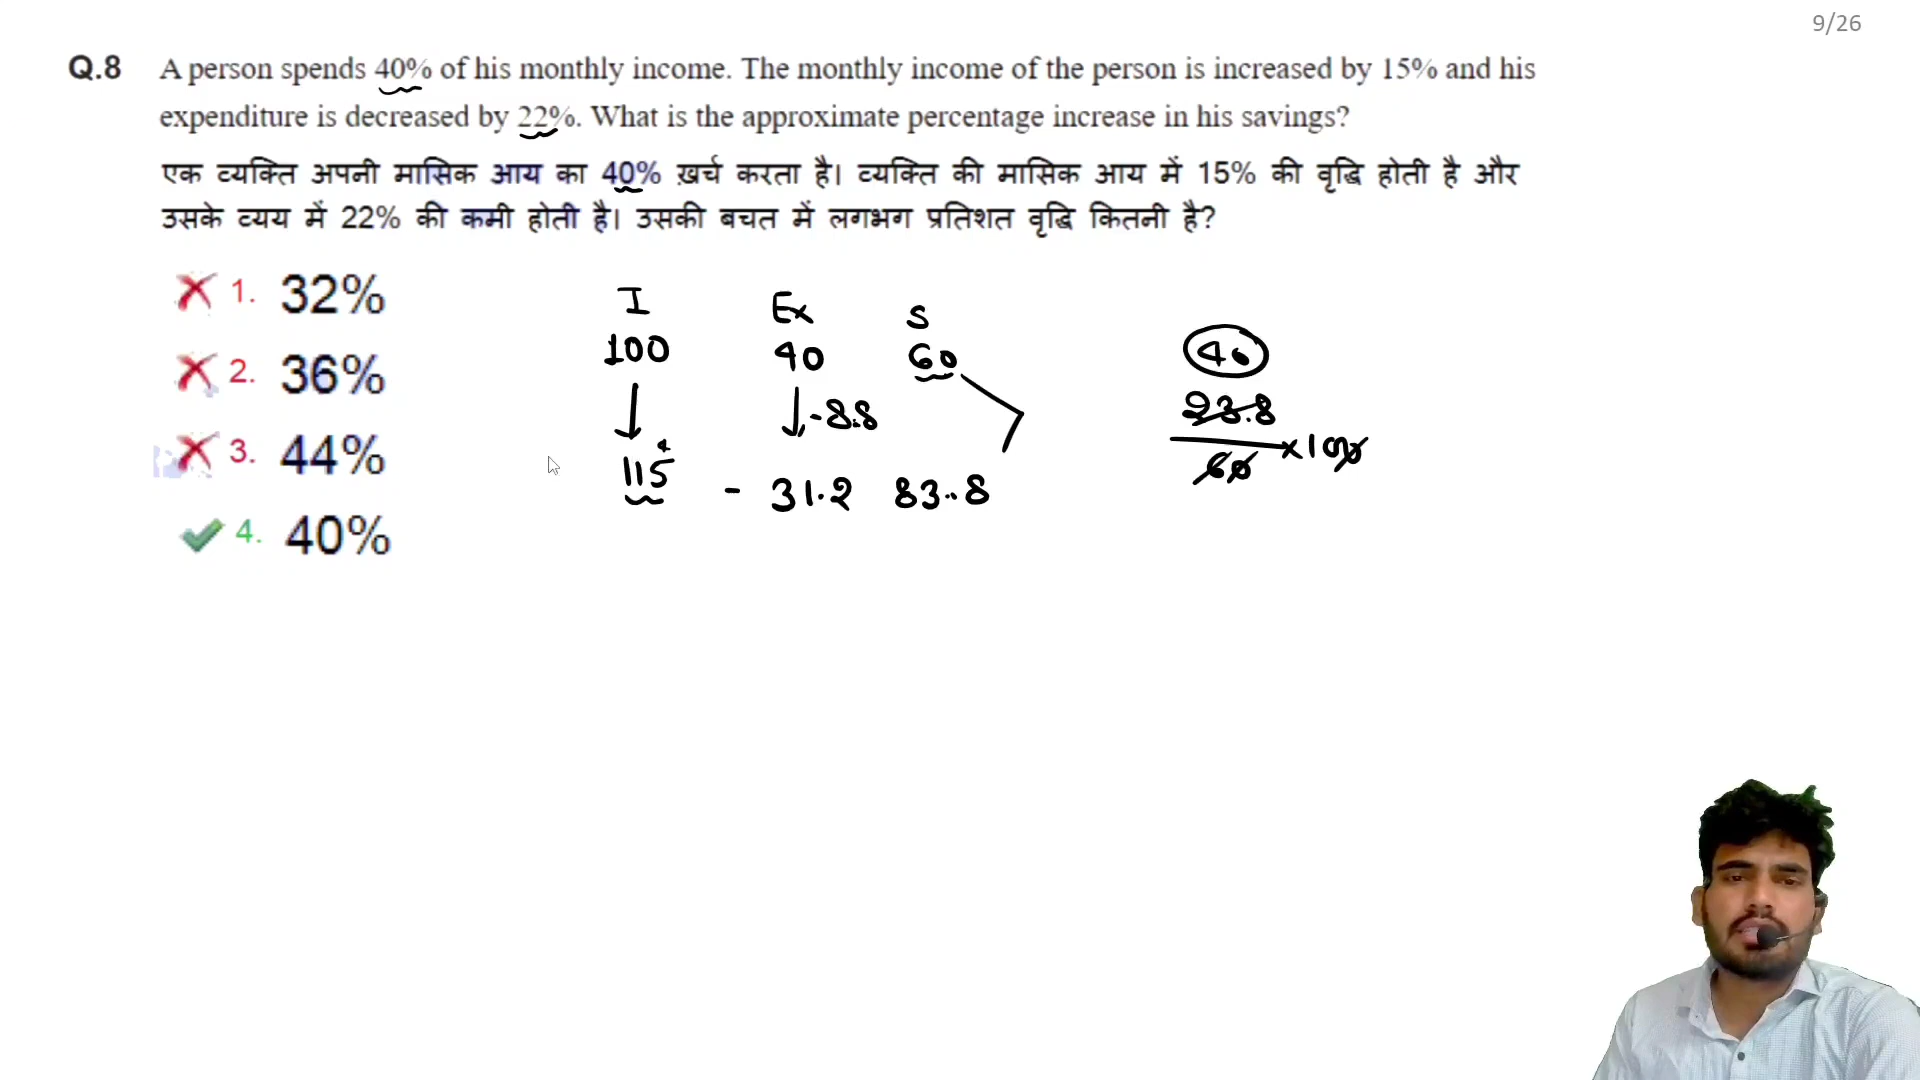 9/26
Q.8 A person spends 40% of his monthly income. The monthly income of the person is increased by 15% and his
expenditure is decreased by 22%. What is the approximate percentage increase in his savings?
एक व्यक्ति अपनी मासिक आय का 40% ख़र्च करता है। व्यक्ति की मासिक आय में 15% की वृद्धि होती है और
उसके व्यय में 22% की कमी होती है। उसकी बचत में लगभग प्रतिशत वृद्धि कितनी है?
1. 32%
2. 36%
3. 44%
4. 40%
I Ex S
100 40 60
-8.8
115 - 31.2 83.8
40
23.8
60 ×100